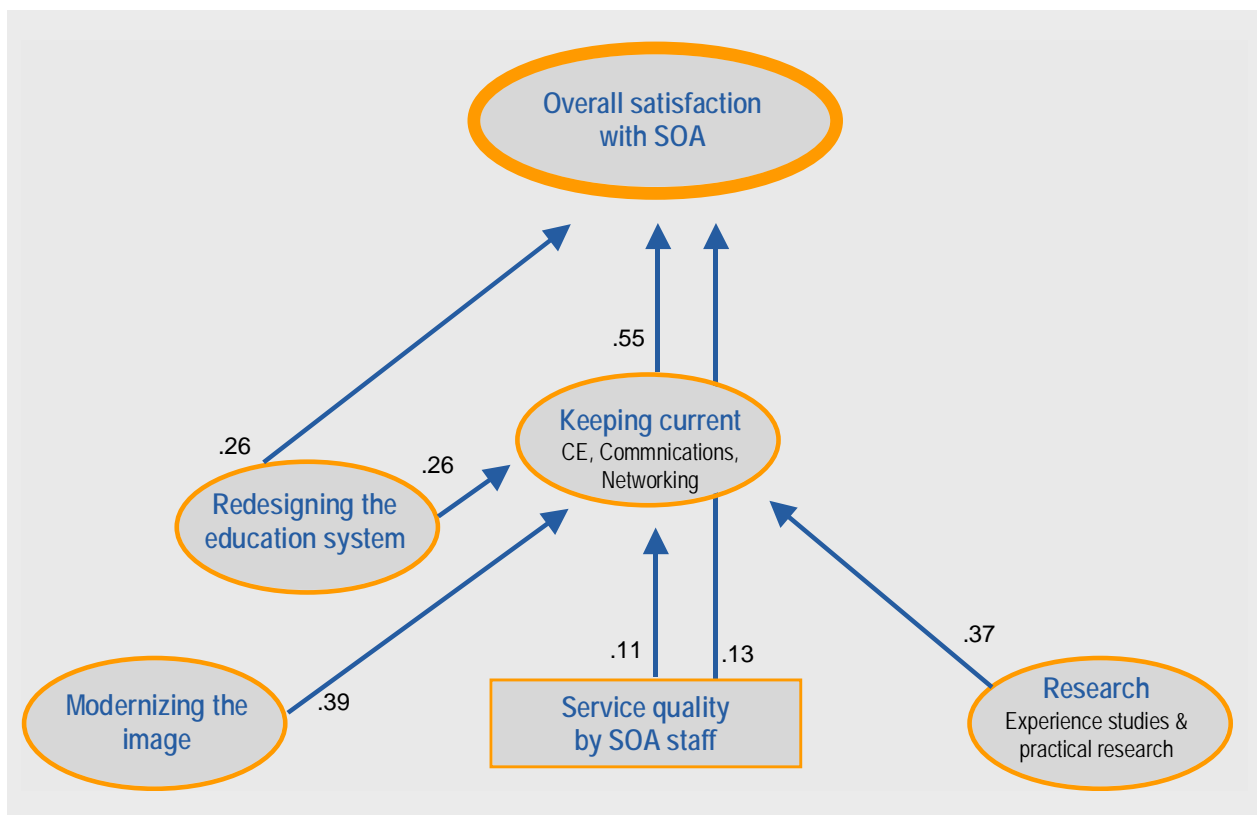 Overall satisfaction
with SOA
.55
Keeping current
CE, Commnications,
Networking
.26
.26
Redesigning the
education system
.11
.13
.37
.39
Modernizing the
image
Service quality
by SOA staff
Research
Experience studies &
practical research